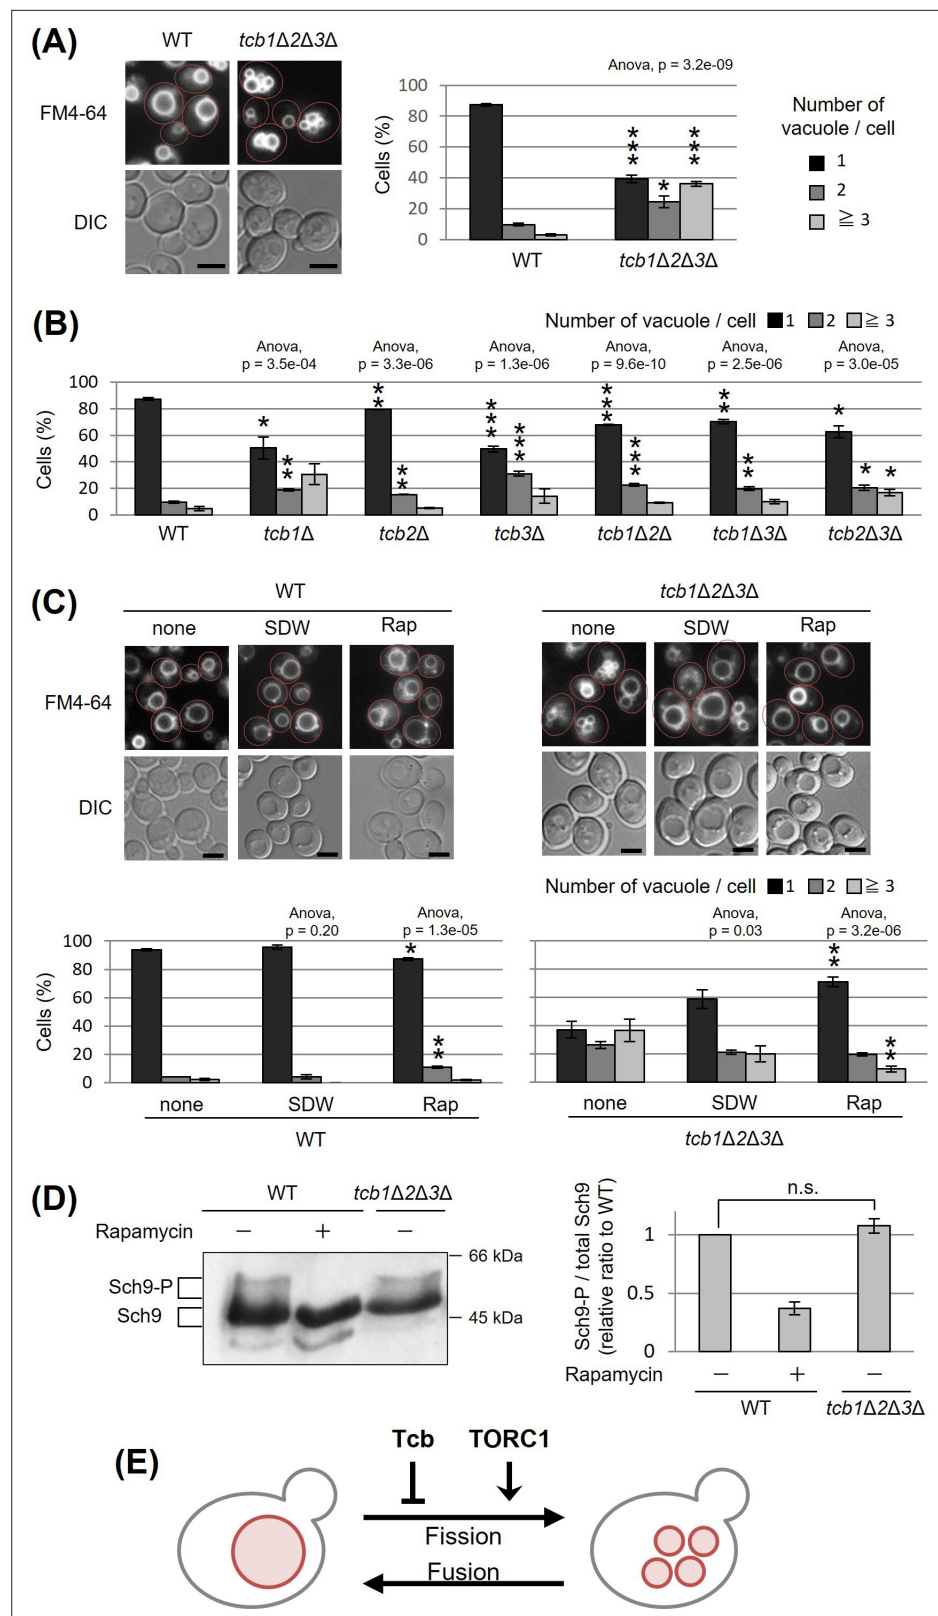 (A)
WT
tcb1Δ2Δ3Δ
FM4-64
DIC
Anova, p = 3.2e-09
Cells (%)
100
80
60
40
20
0
***
*
***
WT
tcb1Δ2Δ3Δ
Number of
vacuole / cell
1
2
≧ 3
(B)
Number of vacuole / cell 1 2 ≧ 3
Anova,
p = 3.5e-04
Anova,
p = 3.3e-06
Anova,
p = 1.3e-06
Anova,
p = 9.6e-10
Anova,
p = 2.5e-06
Anova,
p = 3.0e-05
Cells (%)
100
80
60
40
20
0
*
**
**
**
***
***
***
***
**
**
*
*
*
WT
tcb1Δ
tcb2Δ
tcb3Δ
tcb1Δ2Δ
tcb1Δ3Δ
tcb2Δ3Δ
(C)
WT
none
SDW
Rap
tcb1Δ2Δ3Δ
none
SDW
Rap
FM4-64
DIC
Number of vacuole / cell 1 2 ≧ 3
Anova,
p = 0.20
Anova,
p = 1.3e-05
Cells (%)
100
80
60
40
20
0
*
**
none
SDW
Rap
WT
Anova,
p = 0.03
Anova,
p = 3.2e-06
**
**
none
SDW
Rap
tcb1Δ2Δ3Δ
(D)
WT
tcb1Δ2Δ3Δ
Rapamycin − + −
Sch9-P
Sch9
66 kDa
45 kDa
Sch9-P / total Sch9
(relative ratio to WT)
n.s.
1
0.5
0
Rapamycin − + −
WT
tcb1Δ2Δ3Δ
(E)
Tcb
TORC1
Fission
Fusion